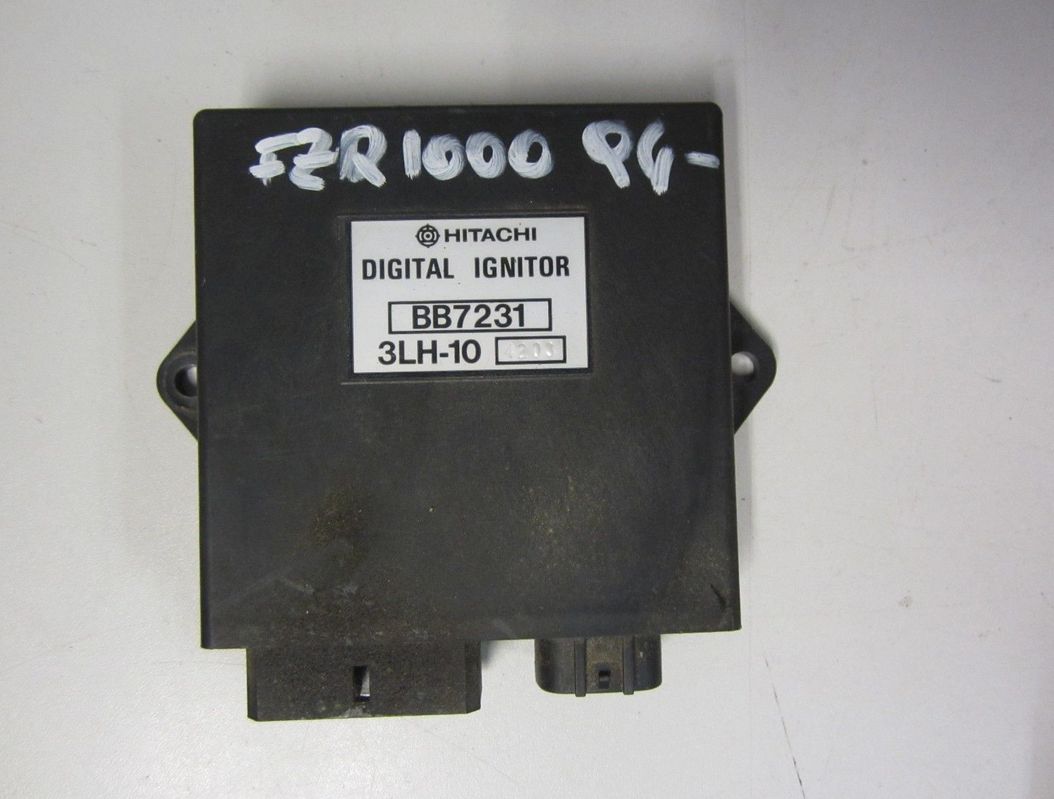 FZR1000 94-
HITACHI
DIGITAL IGNITOR
BB7231
3LH-10